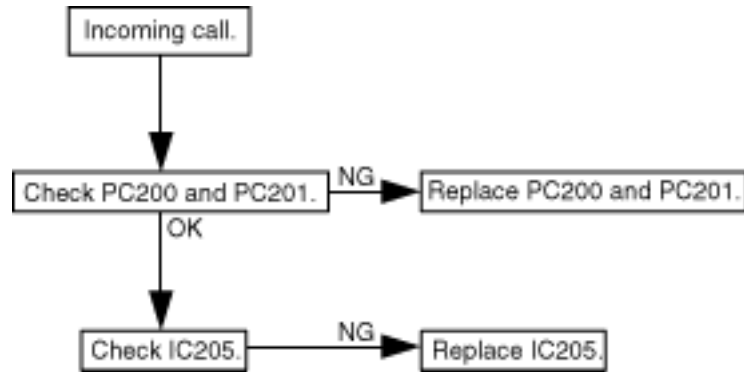 Incoming call.
Check PC200 and PC201.
NG
Replace PC200 and PC201.
OK
Check IC205.
NG
Replace IC205.